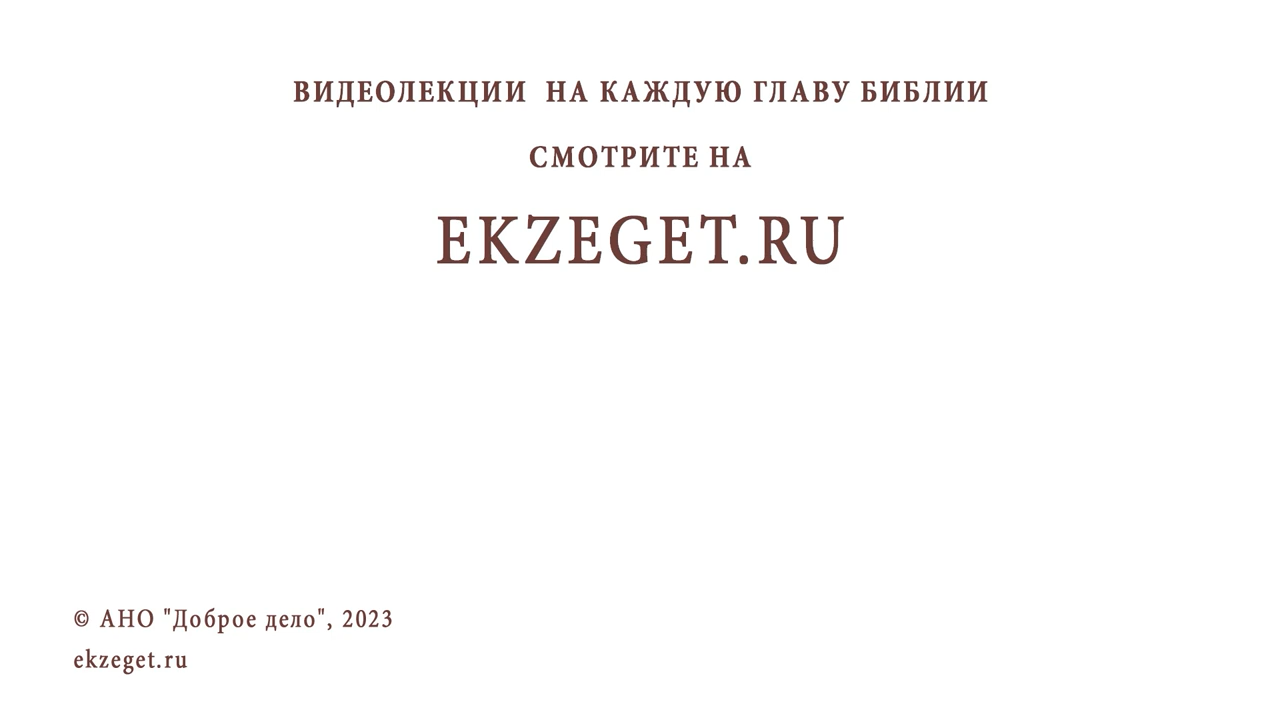 ВИДЕОЛЕКЦИИ НА КАЖДУЮ ГЛАВУ БИБЛИИ
СМОТРИТЕ НА
EKZEGET.RU
© АНО "Доброе дело", 2023
ekzeget.ru